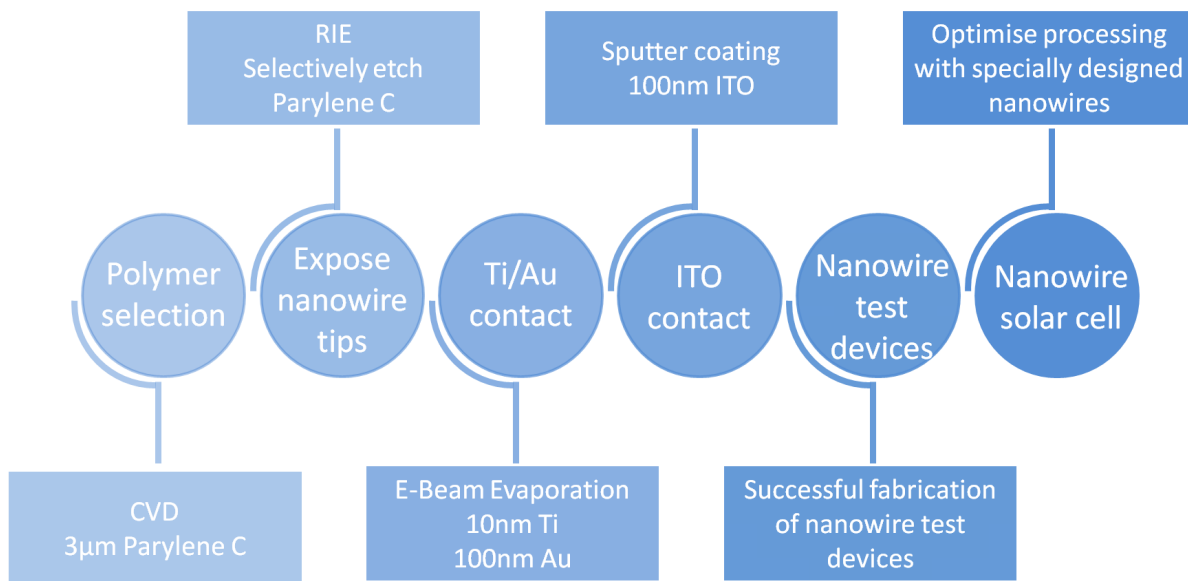 RIE
Selectively etch
Parylene C
Sputter coating
100nm ITO
Optimise processing
with specially designed
nanowires
Polymer
selection
Expose
nanowire
tips
Ti/Au
contact
ITO
contact
Nanowire
test
devices
Nanowire
solar cell
CVD
3µm Parylene C
E-Beam Evaporation
10nm Ti
100nm Au
Successful fabrication
of nanowire test
devices